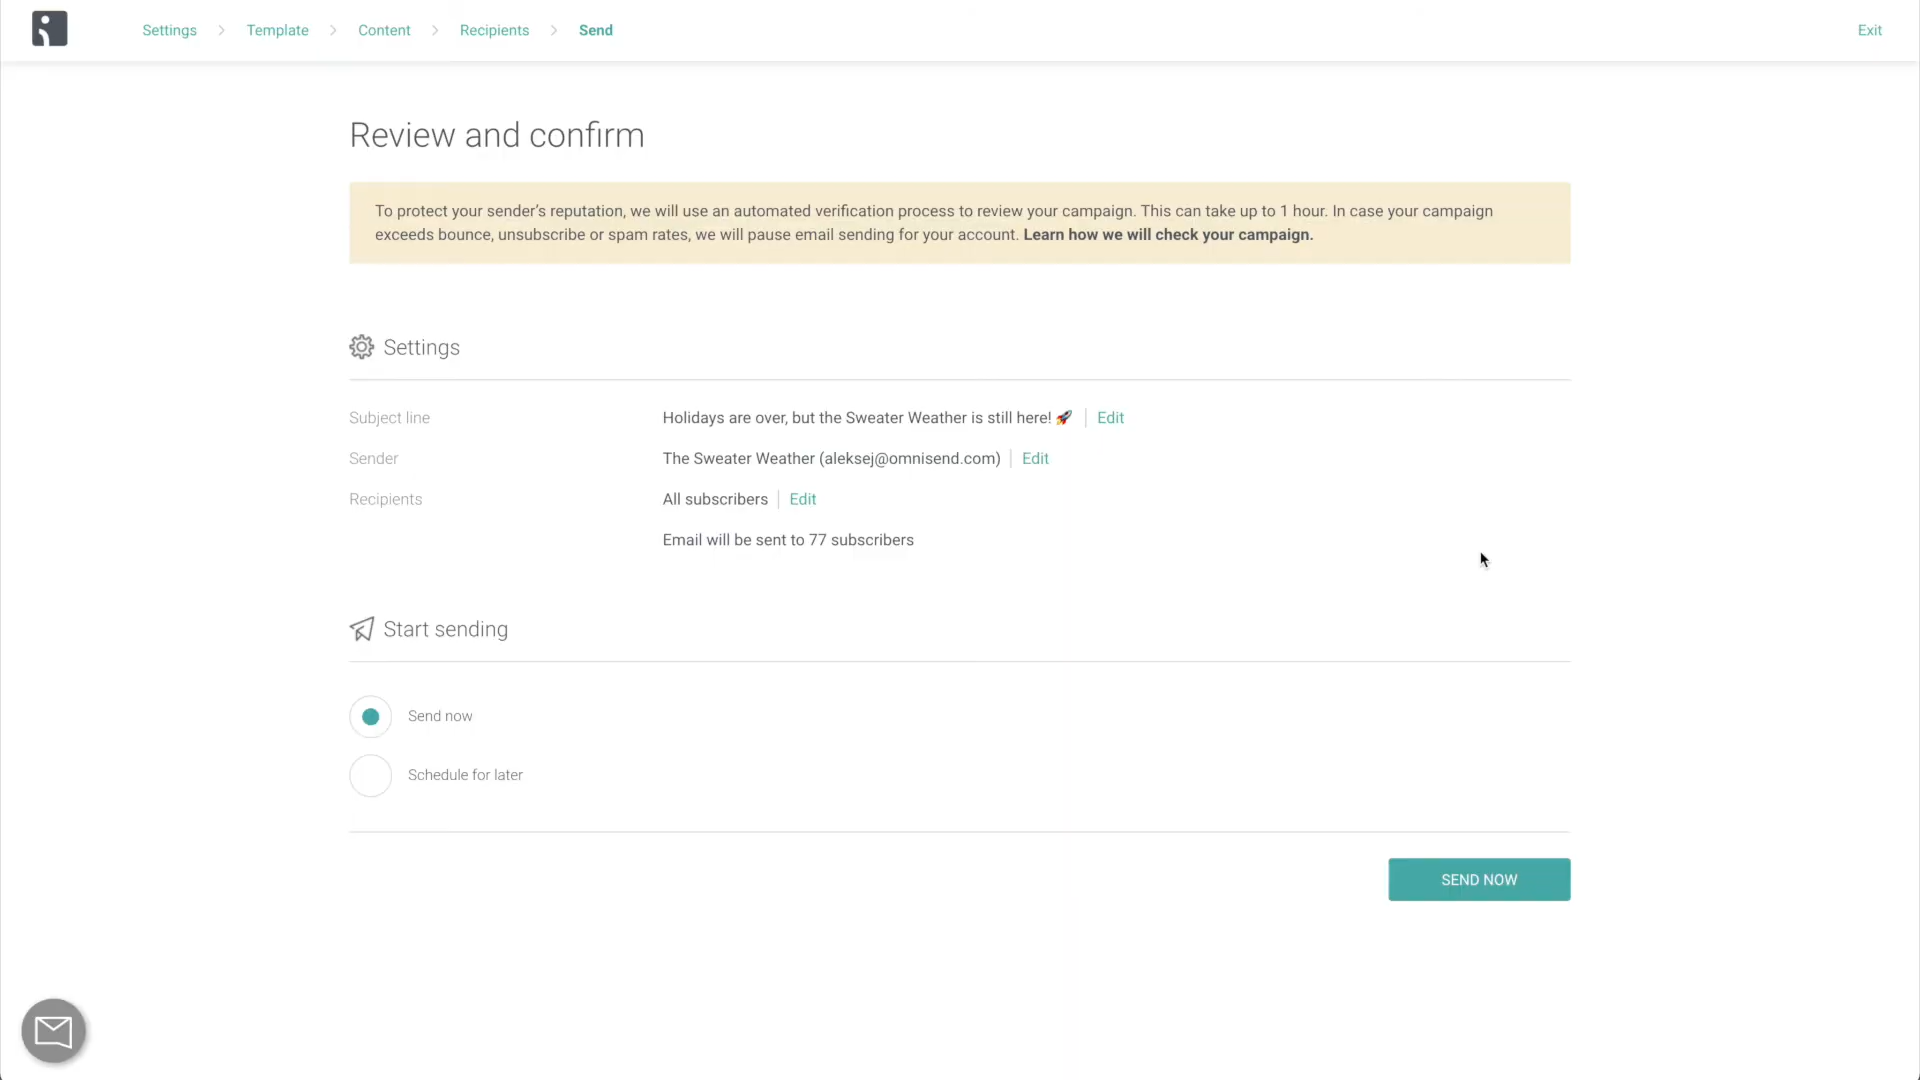 Settings > Template > Content > Recipients > Send
Exit
Review and confirm
To protect your sender’s reputation, we will use an automated verification process to review your campaign. This can take up to 1 hour. In case your campaign
exceeds bounce, unsubscribe or spam rates, we will pause email sending for your account. Learn how we will check your campaign.
Settings
Subject line
Holidays are over, but the Sweater Weather is still here! 🚀 | Edit
Sender
The Sweater Weather (aleksej@omnisend.com) | Edit
Recipients
All subscribers | Edit
Email will be sent to 77 subscribers
Start sending
Send now
Schedule for later
SEND NOW